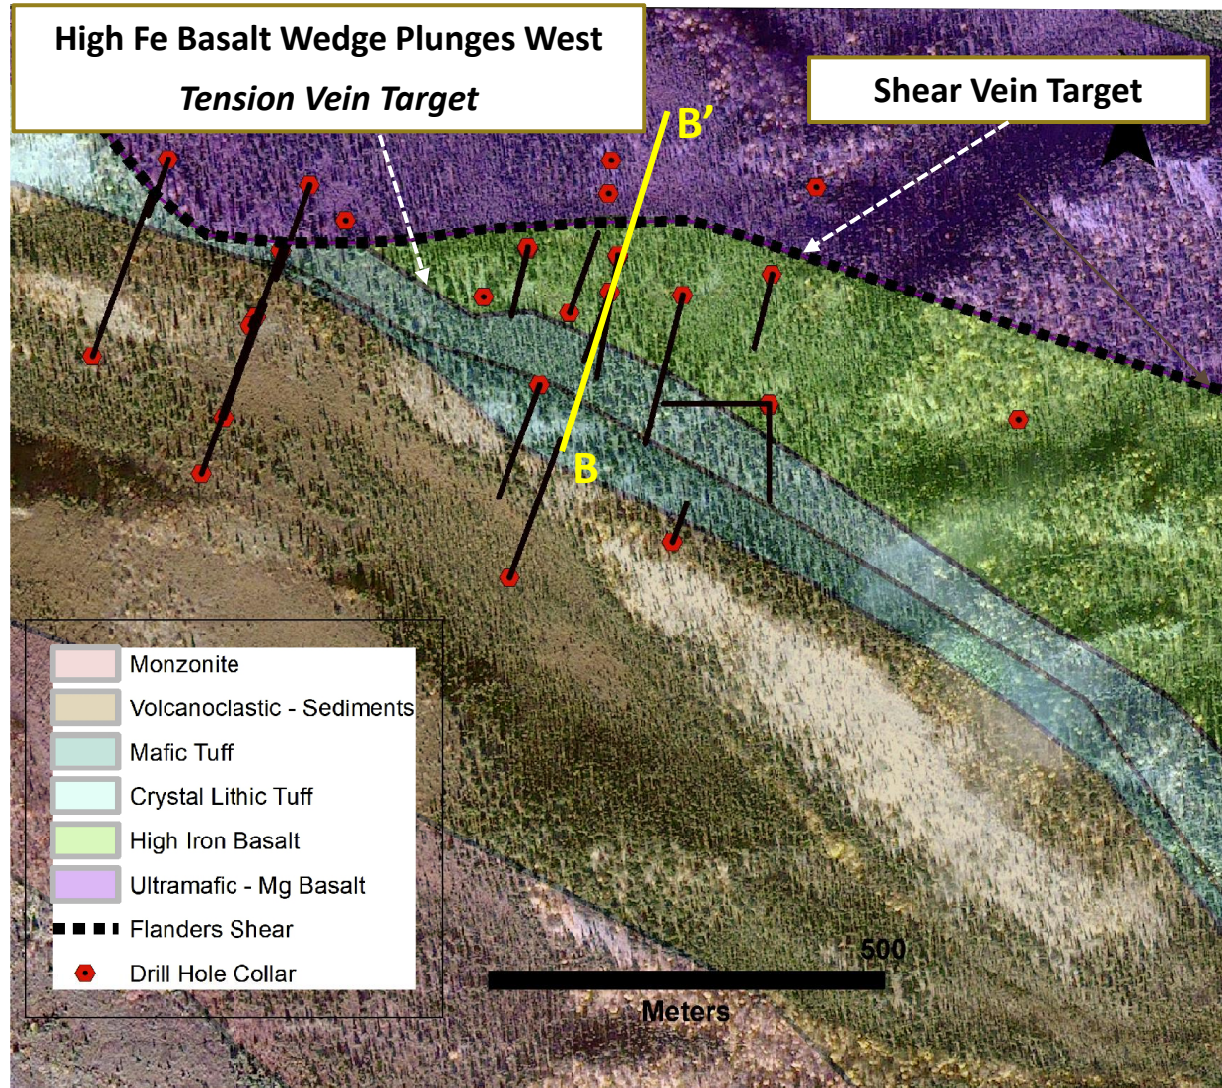 High Fe Basalt Wedge Plunges West
Tension Vein Target
Shear Vein Target
B’
B
Monzonite
Volcanoclastic - Sediments
Mafic Tuff
Crystal Lithic Tuff
High Iron Basalt
Ultramafic - Mg Basalt
Flanders Shear
Drill Hole Collar
500
Meters